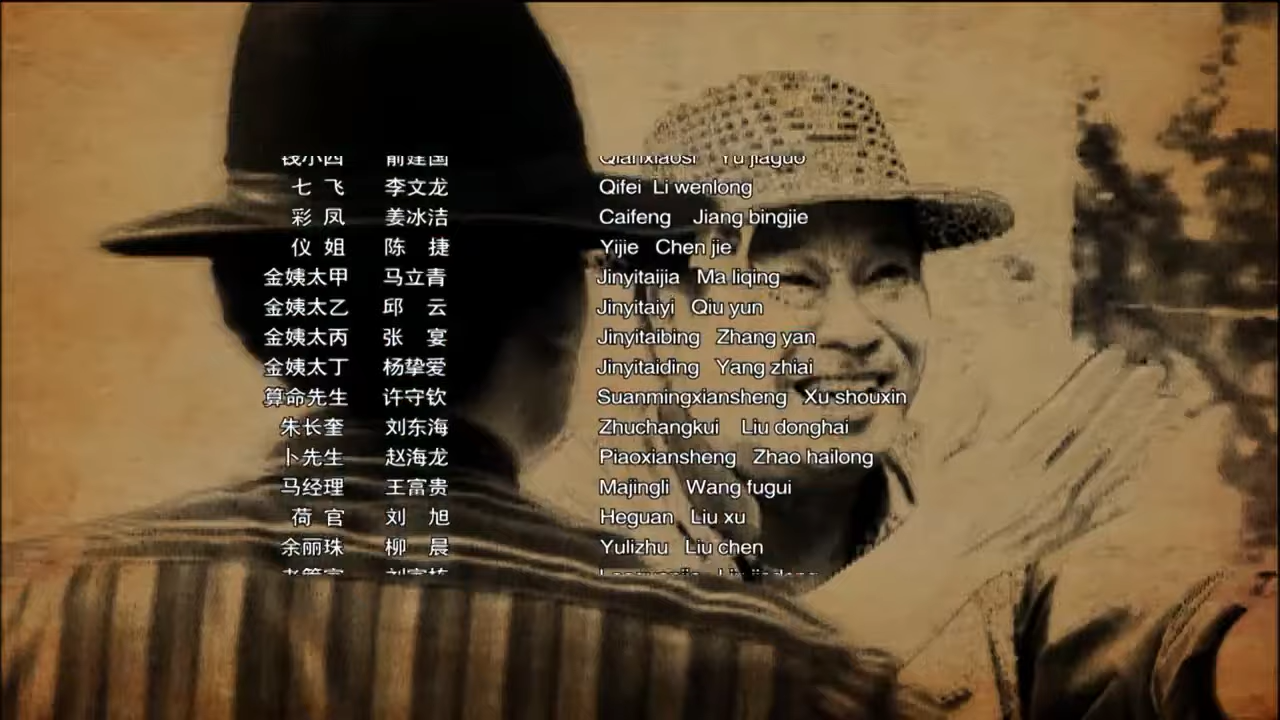 七 飞 李文龙 Qifei Li wenlong
彩 凤 姜冰洁 Caifeng Jiang bingjie
仪 姐 陈 捷 Yijie Chen jie
金姨太甲 马立青 Jinyitaijia Ma liqing
金姨太乙 邱 云 Jinyitaiyi Qiu yun
金姨太丙 张 宴 Jinyitaibing Zhang yan
金姨太丁 杨挚爱 Jinyitaiding Yang zhiai
算命先生 许守钦 Suanmingxiansheng Xu shouxin
朱长奎 刘东海 Zhuchangkui Liu donghai
卜先生 赵海龙 Piaoxiansheng Zhao hailong
马经理 王富贵 Majingli Wang fugui
荷 官 刘 旭 Heguan Liu xu
余丽珠 柳 晨 Yulizhu Liu chen